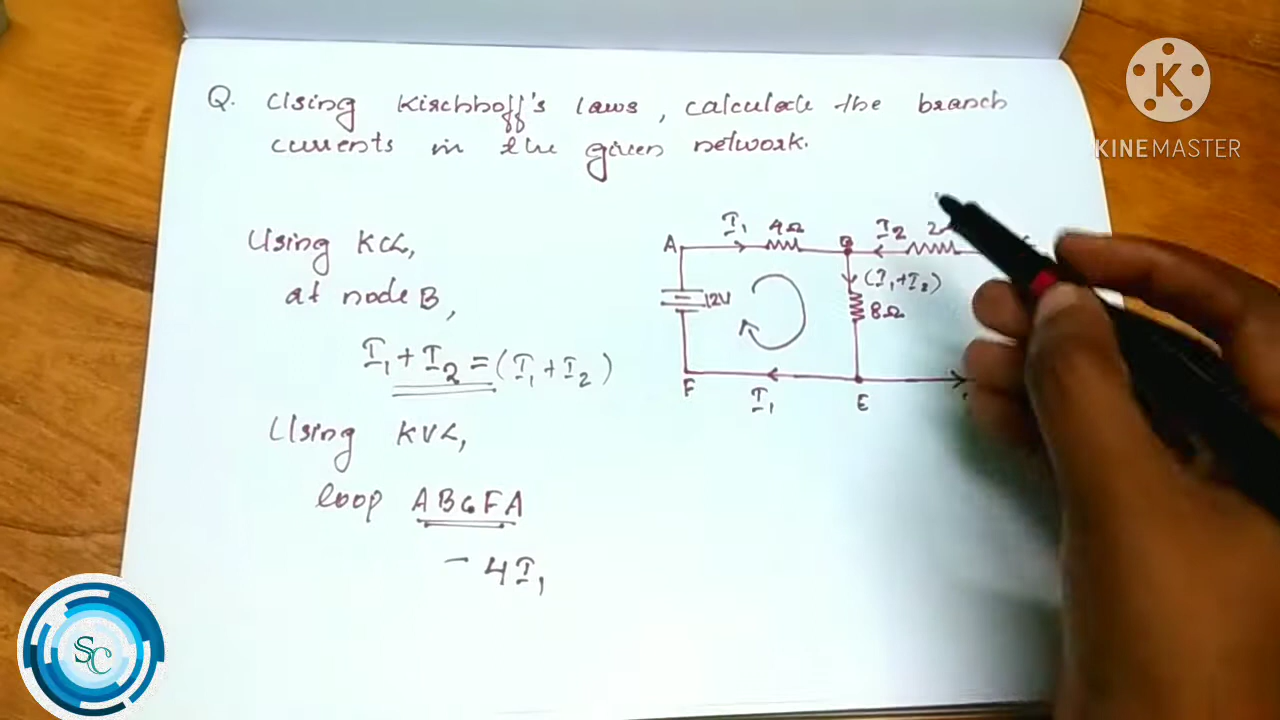 Q. Using Kirchhoff's laws, calculate the branch
currents in the given network.
KINEMASTER
K
Using KCL,
at node B,
I₁ + I₂ = (I₁ + I₂)
Using KVL,
loop ABEFA
- 4I₁
A
I₁
4Ω
B
I₂
(I₁+I₂)
12V
8Ω
F
I₁
E
SC